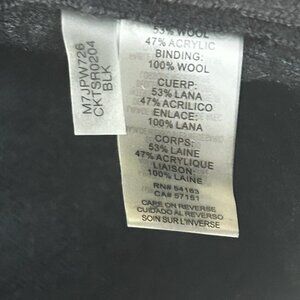 M7JPW726
CKTSR0204
BLK
53% WOOL
47% ACRYLIC
BINDING:
100% WOOL
CUERP:
53% LANA
47% ACRILICO
ENLACE:
100% LANA
CORPS:
53% LAINE
47% ACRYLIQUE
LIAISON:
100% LAINE
RN# 54163
CA# 57151
CARE ON REVERSE
CUIDADO AL REVERSO
SOIN SUR L'INVERSE